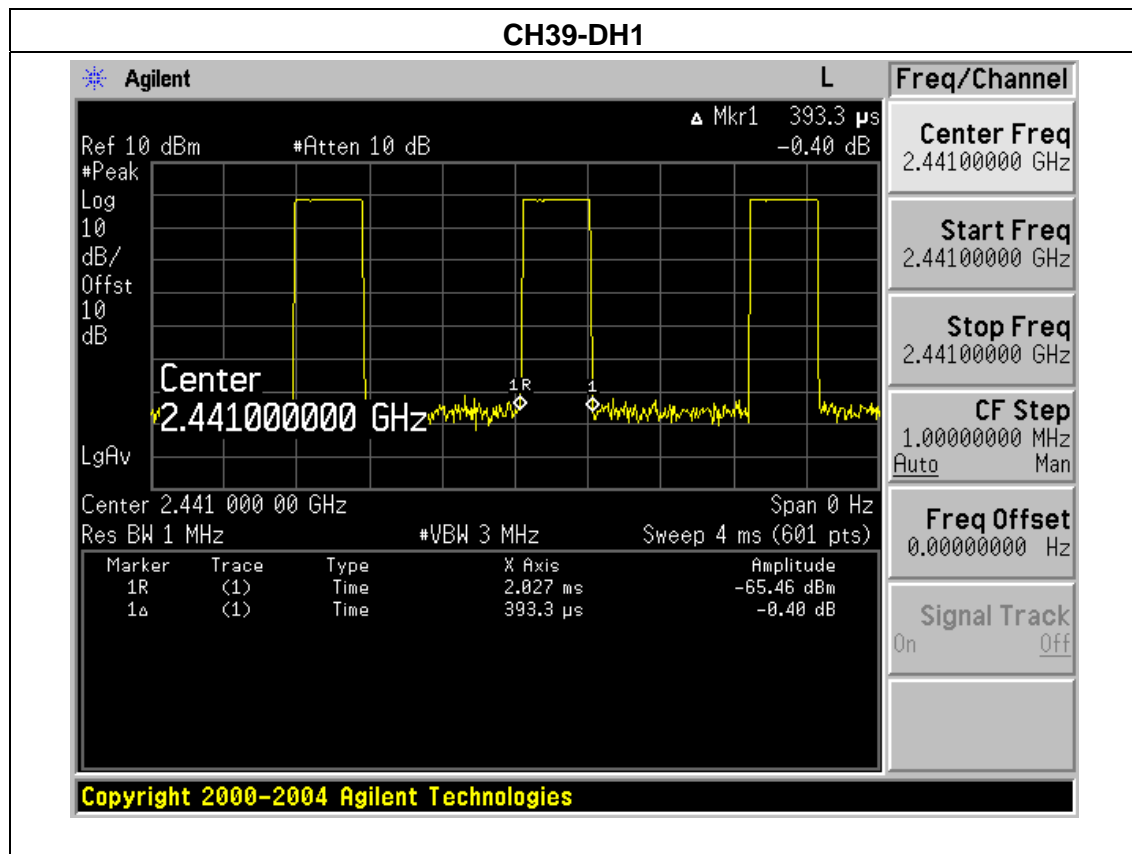 CH39-DH1
Agilent L Freq/Channel
Δ Mkr1 393.3 µs
Ref 10 dBm #Atten 10 dB -0.40 dB
#Peak
Log
10
dB/
Offst
10
dB
1R 1
Center
2.441000000 GHz
LgAv
Center 2.441 000 00 GHz Span 0 Hz
Res BW 1 MHz #VBW 3 MHz Sweep 4 ms (601 pts)
Marker Trace Type X Axis Amplitude
1R (1) Time 2.027 ms -65.46 dBm
1Δ (1) Time 393.3 µs -0.40 dB
Center Freq
2.44100000 GHz
Start Freq
2.44100000 GHz
Stop Freq
2.44100000 GHz
CF Step
1.00000000 MHz
Auto Man
Freq Offset
0.00000000 Hz
Signal Track
On Off
Copyright 2000-2004 Agilent Technologies